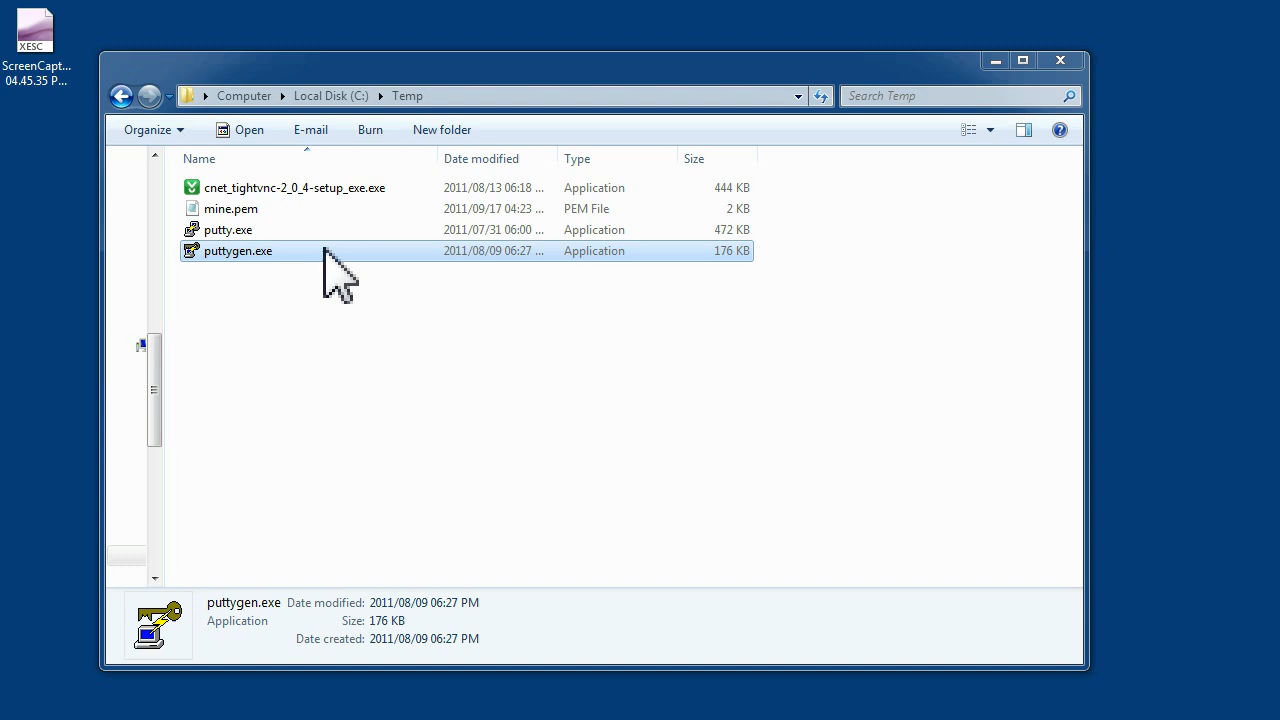 XESC
ScreenCapt...
04.45.35 P...
Computer Local Disk (C:) Temp
Search Temp
Organize Open E-mail Burn New folder
Name Date modified Type Size
cnet_tightvnc-2_0_4-setup_exe.exe 2011/08/13 06:18 ... Application 444 KB
mine.pem 2011/09/17 04:23 ... PEM File 2 KB
putty.exe 2011/07/31 06:00 ... Application 472 KB
puttygen.exe 2011/08/09 06:27 ... Application 176 KB
puttygen.exe Date modified: 2011/08/09 06:27 PM
Application Size: 176 KB
Date created: 2011/08/09 06:27 PM